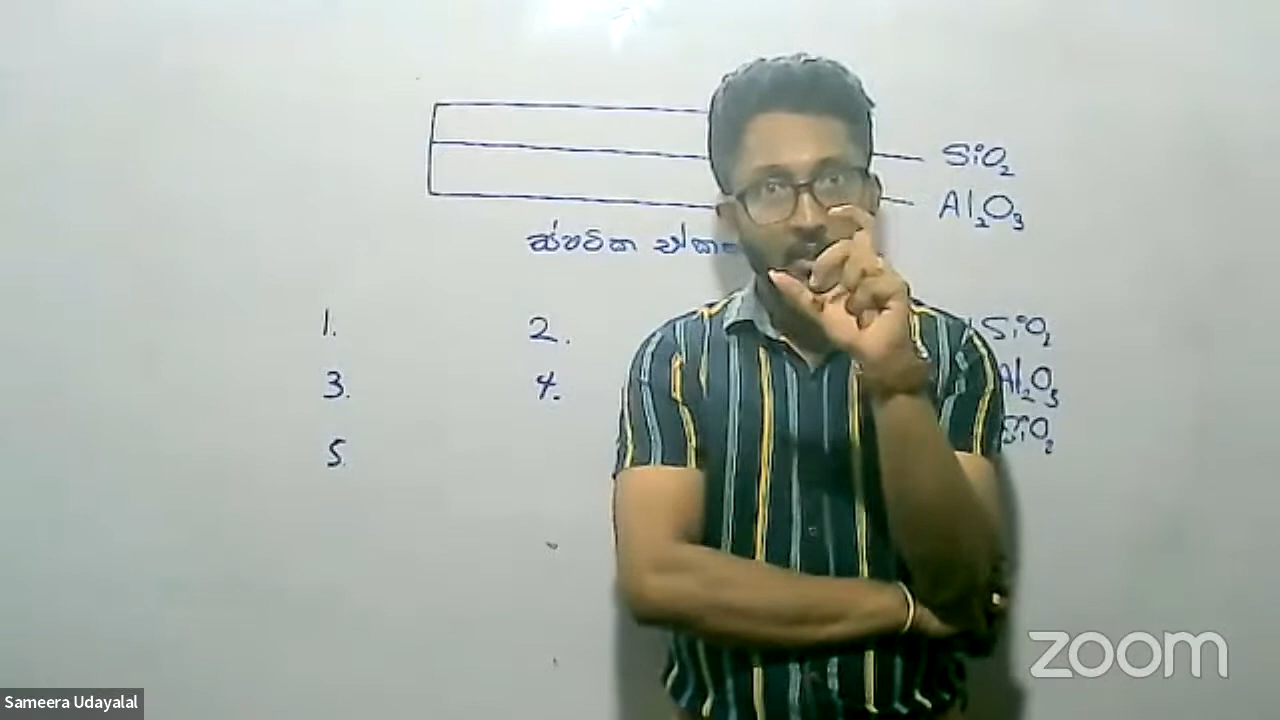 SiO₂
Al₂O₃
ස්ඵටික
1. 2. SiO₂
3. 4. Al₂O₃
5. SiO₂
zoom
Sameera Udayalal